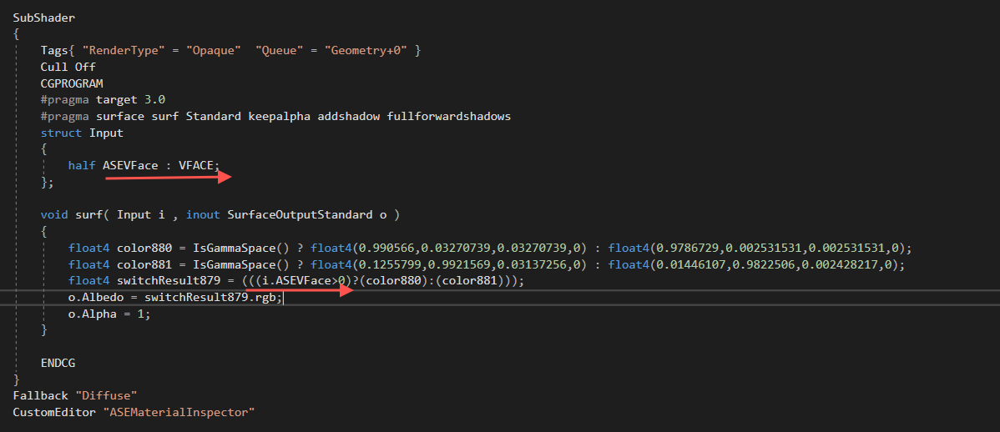 SubShader
{
Tags{ "RenderType" = "Opaque"  "Queue" = "Geometry+0" }
Cull Off
CGPROGRAM
#pragma target 3.0
#pragma surface surf Standard keepalpha addshadow fullforwardshadows
struct Input
{
half ASEVFace : VFACE;
};
void surf( Input i , inout SurfaceOutputStandard o )
{
float4 color880 = IsGammaSpace() ? float4(0.990566,0.03270739,0.03270739,0) : float4(0.9786729,0.002531531,0.002531531,0);
float4 color881 = IsGammaSpace() ? float4(0.1255799,0.9921569,0.03137256,0) : float4(0.01446107,0.9822506,0.002428217,0);
float4 switchResult879 = (((i.ASEVFace>0)?(color880):(color881)));
o.Albedo = switchResult879.rgb;
o.Alpha = 1;
}
ENDCG
}
Fallback "Diffuse"
CustomEditor "ASEMaterialInspector"